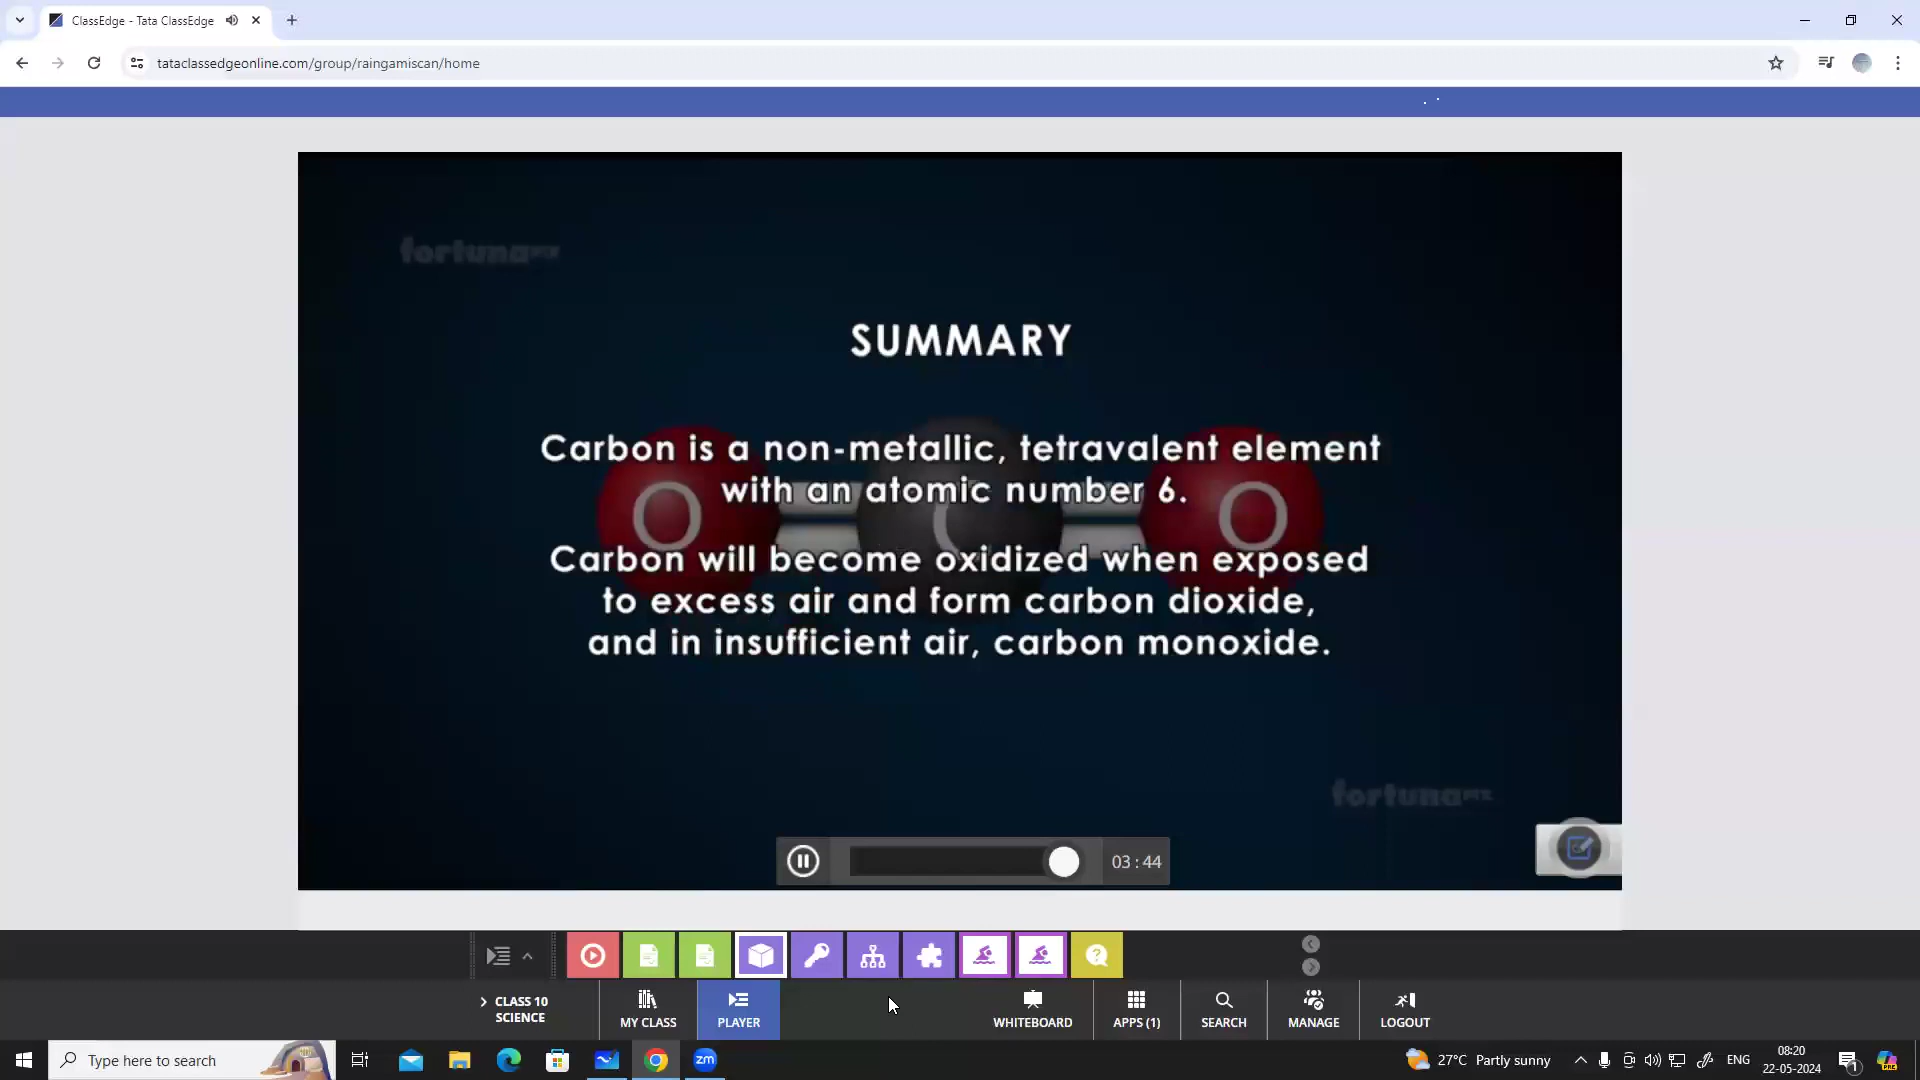 ClassEdge - Tata ClassEdge
tataclassedgeonline.com/group/raingamiscan/home
fortuna
SUMMARY
Carbon is a non-metallic, tetravalent element
with an atomic number 6.
O C O
Carbon will become oxidized when exposed
to excess air and form carbon dioxide,
and in insufficient air, carbon monoxide.
fortuna
03 : 44
CLASS 10
SCIENCE
MY CLASS
PLAYER
WHITEBOARD
APPS (1)
SEARCH
MANAGE
LOGOUT
Type here to search
zm
27°C Partly sunny
ENG
08:20
22-05-2024
1
PRE